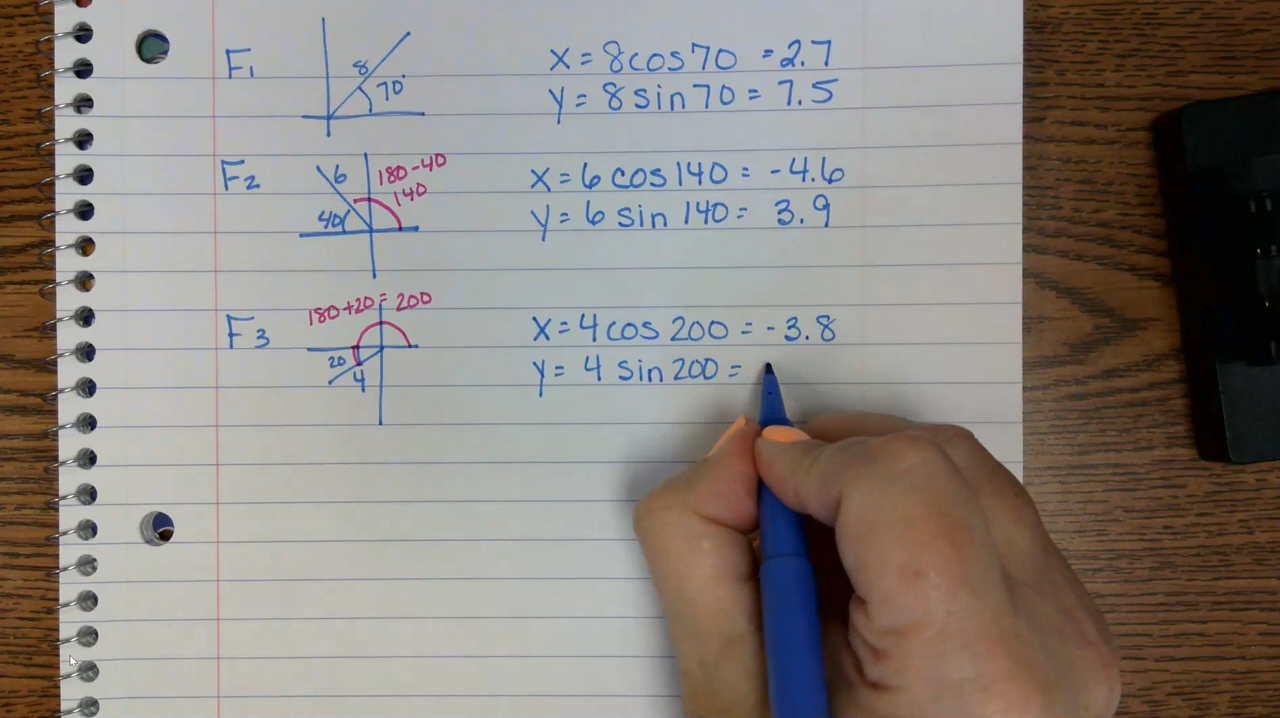 F1
8
70°
x = 8cos70 = 2.7
y = 8 sin 70 = 7.5
F2
6
180-40
140
40
x = 6 cos 140 = -4.6
y = 6 sin 140 = 3.9
F3
180+20 = 200
20
4
x = 4 cos 200 = -3.8
y = 4 sin 200 =